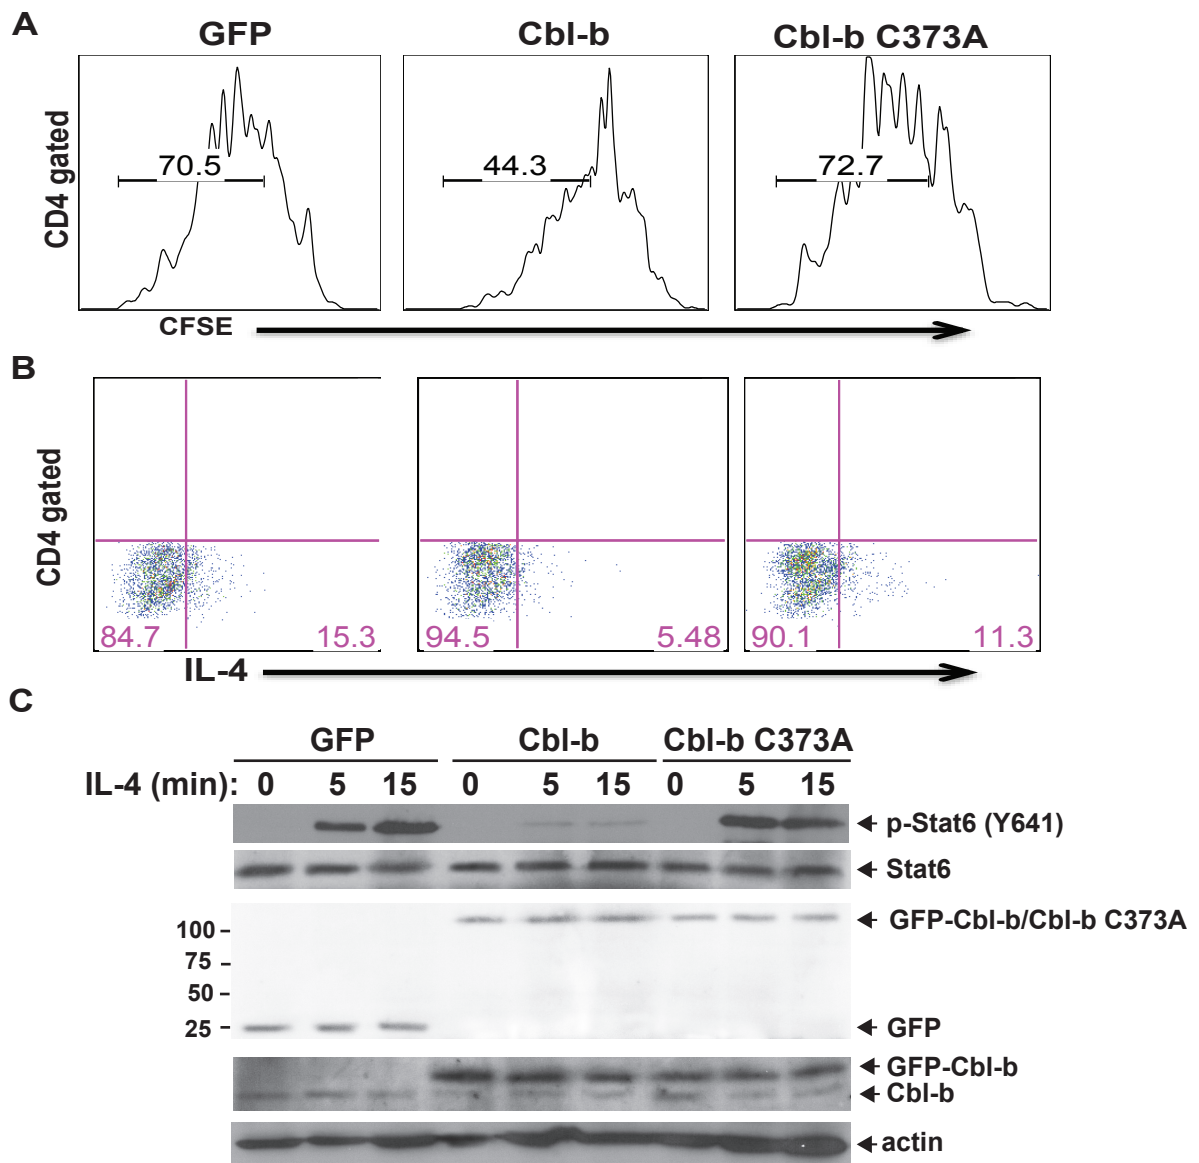 A
GFP Cbl-b Cbl-b C373A
CD4 gated
70.5 44.3 72.7
CFSE
B
CD4 gated
84.7 15.3 94.5 5.48 90.1 11.3
IL-4
C
GFP Cbl-b Cbl-b C373A
IL-4 (min): 0 5 15 0 5 15 0 5 15
p-Stat6 (Y641)
Stat6
GFP-Cbl-b/Cbl-b C373A
100
75
50
25 GFP
GFP-Cbl-b
Cbl-b
actin